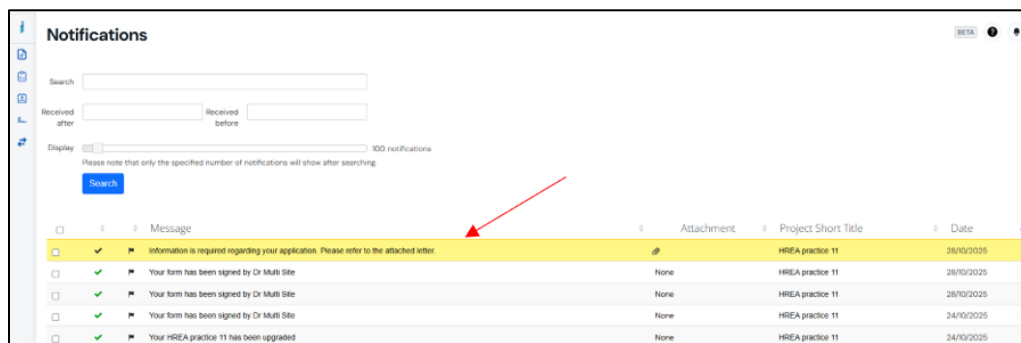 Notifications
BETA
Search
Received after
Received before
Display
100 notifications
Please note that only the specified number of notifications will show after searching.
Search
Message Attachment Project Short Title Date
Information is required regarding your application. Please refer to the attached letter. HREA practice 11 28/10/2025
Your form has been signed by Dr Multi Site None HREA practice 11 28/10/2025
Your form has been signed by Dr Multi Site None HREA practice 11 28/10/2025
Your form has been signed by Dr Multi Site None HREA practice 11 24/10/2025
Your HREA practice 11 has been upgraded None HREA practice 11 24/10/2025